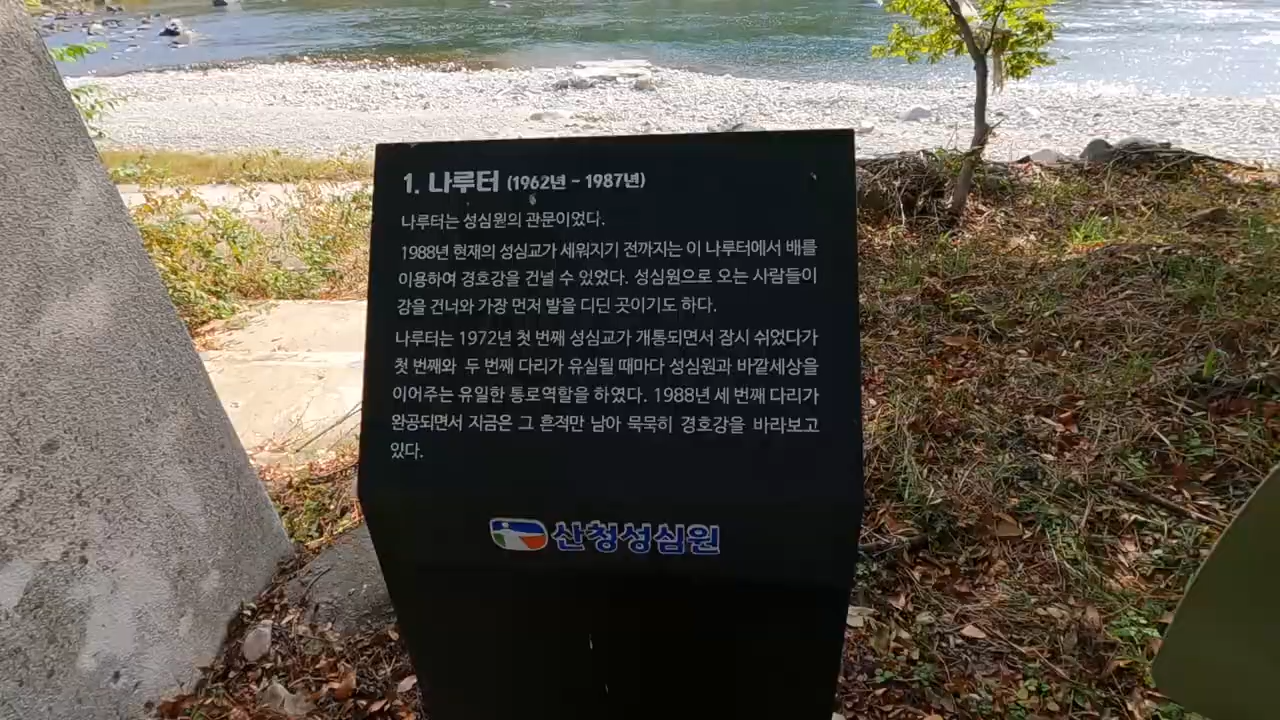 1. 나루터 (1962년 ~ 1987년)
나루터는 성심원의 관문이었다.
1988년 현재의 성심교가 세워지기 전까지는 이 나루터에서 배를
이용하여 경호강을 건널 수 있었다. 성심원으로 오는 사람들이
강을 건너와 가장 먼저 발을 디딘 곳이기도 하다.
나루터는 1972년 첫 번째 성심교가 개통되면서 잠시 쉬었다가
첫 번째와 두 번째 다리가 유실될 때마다 성심원과 바깥세상을
이어주는 유일한 통로역할을 하였다. 1988년 세 번째 다리가
완공되면서 지금은 그 흔적만 남아 묵묵히 경호강을 바라보고
있다.
산청성심원